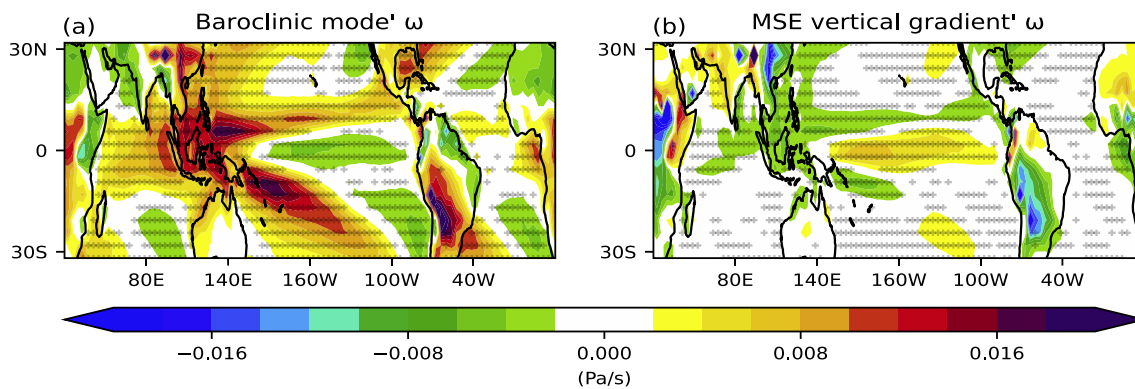 (a) Baroclinic mode' ω
(b) MSE vertical gradient' ω
30N
0
30S
80E 140E 160W 100W 40W
30N
0
30S
80E 140E 160W 100W 40W
−0.016 −0.008 0.000 0.008 0.016
(Pa/s)